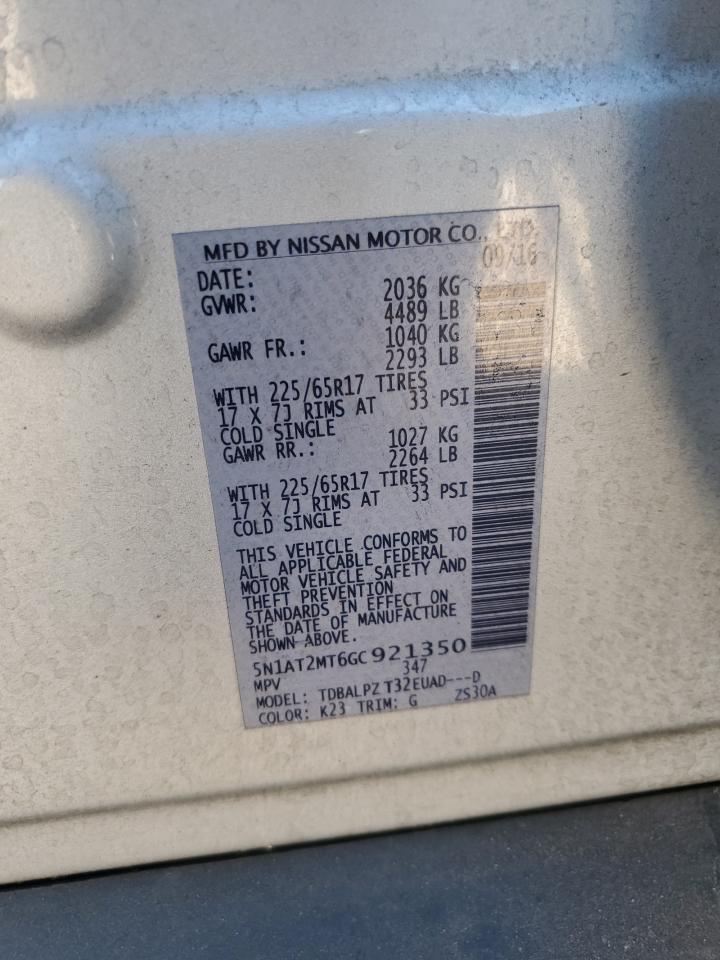 MFD BY NISSAN MOTOR CO., LTD.
DATE: 09/16
GVWR: 2036 KG
4489 LB
GAWR FR.: 1040 KG
2293 LB
WITH 225/65R17 TIRES
17 X 7J RIMS AT 33 PSI
COLD SINGLE
GAWR RR.: 1027 KG
2264 LB
WITH 225/65R17 TIRES
17 X 7J RIMS AT 33 PSI
COLD SINGLE
THIS VEHICLE CONFORMS TO
ALL APPLICABLE FEDERAL
MOTOR VEHICLE SAFETY AND
THEFT PREVENTION
STANDARDS IN EFFECT ON
THE DATE OF MANUFACTURE
SHOWN ABOVE.
5N1AT2MT6GC921350
MPV 347
MODEL: TDBALPZ T32EUAD---D
COLOR: K23 TRIM: G ZS30A